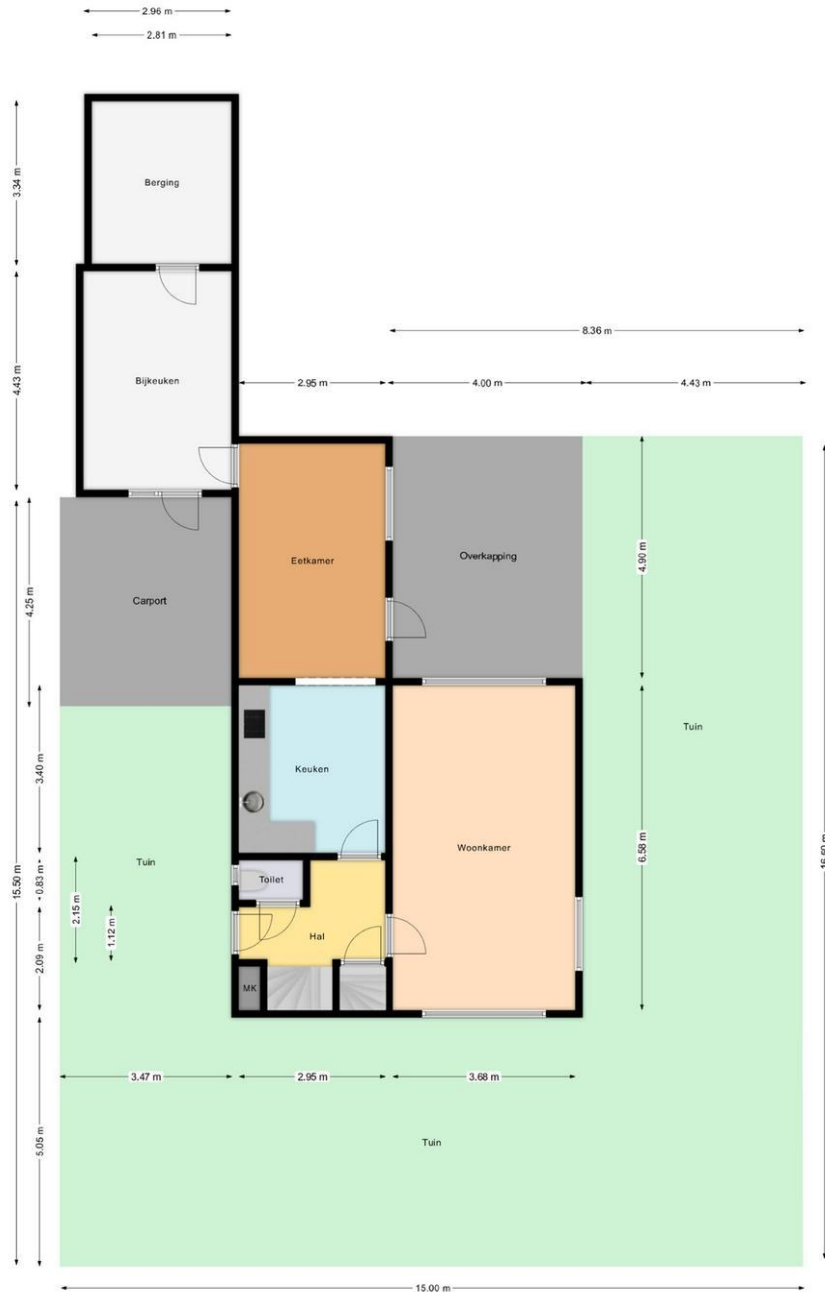 2.96 m
2.81 m
3.34 m
Berging
8.36 m
4.43 m
Bijkeuken
2.95 m
4.00 m
4.43 m
4.25 m
Carport
Eetkamer
Overkapping
4.90 m
15.50 m
3.40 m
Keuken
Tuin
16.60 m
Woonkamer
6.58 m
Tuin
0.83 m
2.15 m
Toilet
1.12 m
2.09 m
Hal
MK
3.47 m
2.95 m
3.68 m
5.05 m
Tuin
15.00 m